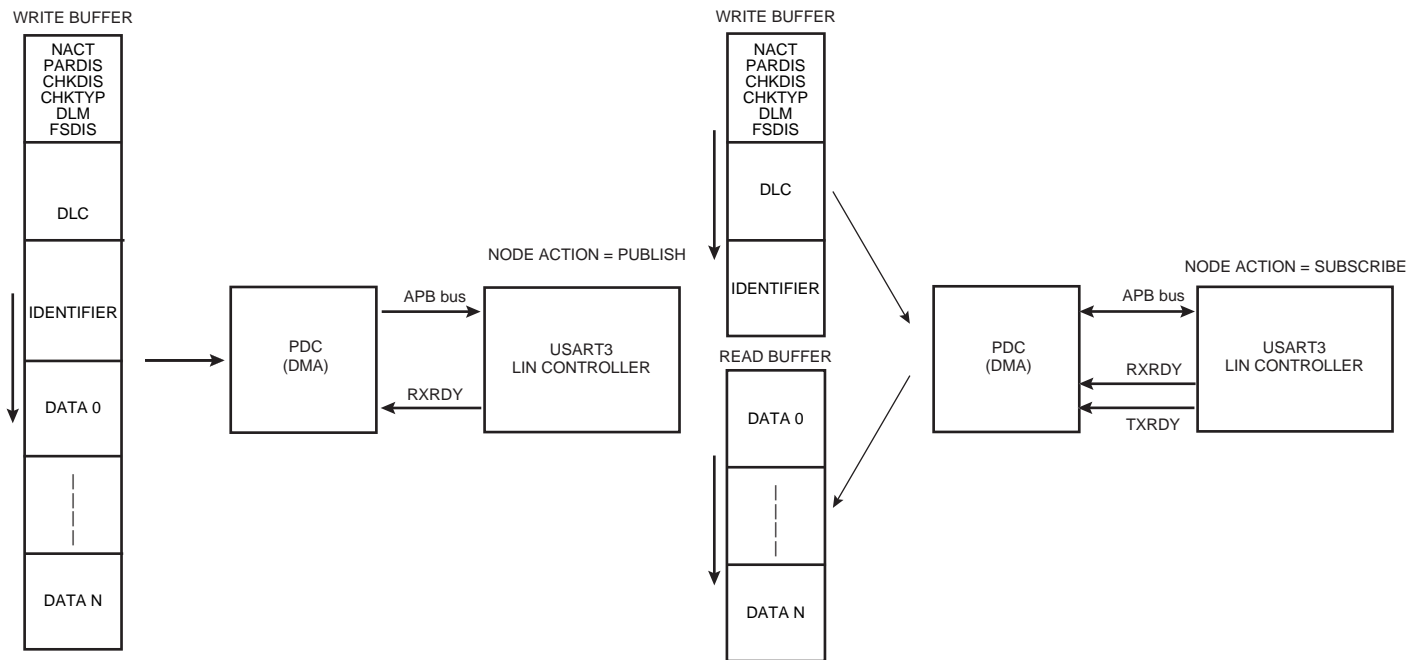 WRITE BUFFER
NACT
PARDIS
CHKDIS
CHKTYP
DLM
FSDIS
DLC
IDENTIFIER
DATA 0
DATA N
NODE ACTION = PUBLISH
PDC
(DMA)
APB bus
RXRDY
USART3
LIN CONTROLLER
WRITE BUFFER
NACT
PARDIS
CHKDIS
CHKTYP
DLM
FSDIS
DLC
IDENTIFIER
READ BUFFER
DATA 0
DATA N
NODE ACTION = SUBSCRIBE
PDC
(DMA)
APB bus
RXRDY
TXRDY
USART3
LIN CONTROLLER